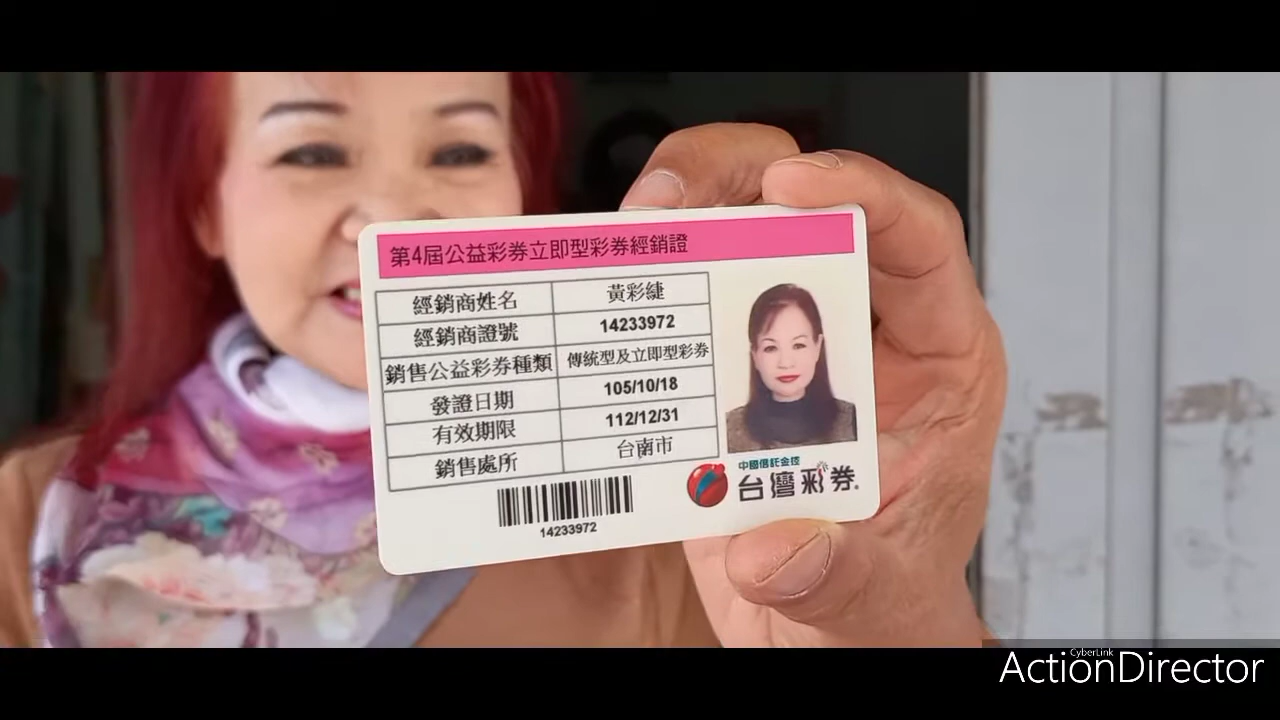 第4屆公益彩券立即型彩券經銷證
經銷商姓名 黃彩緁
經銷商證號 14233972
銷售公益彩券種類 傳統型及立即型彩券
發證日期 105/10/18
有效期限 112/12/31
銷售處所 台南市
14233972
中國信託金控
台灣彩券
CyberLink
ActionDirector